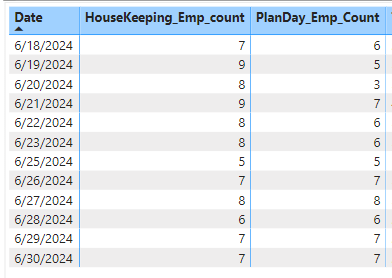 Date HouseKeeping_Emp_count PlanDay_Emp_Count
6/18/2024 7 6
6/19/2024 9 5
6/20/2024 8 3
6/21/2024 9 7
6/22/2024 8 6
6/23/2024 8 6
6/25/2024 5 5
6/26/2024 7 7
6/27/2024 8 8
6/28/2024 6 6
6/29/2024 7 7
6/30/2024 7 7